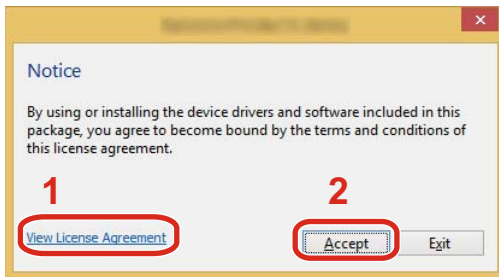 Notice
By using or installing the device drivers and software included in this
package, you agree to become bound by the terms and conditions of
this license agreement.
1
2
View License Agreement
Accept
Exit